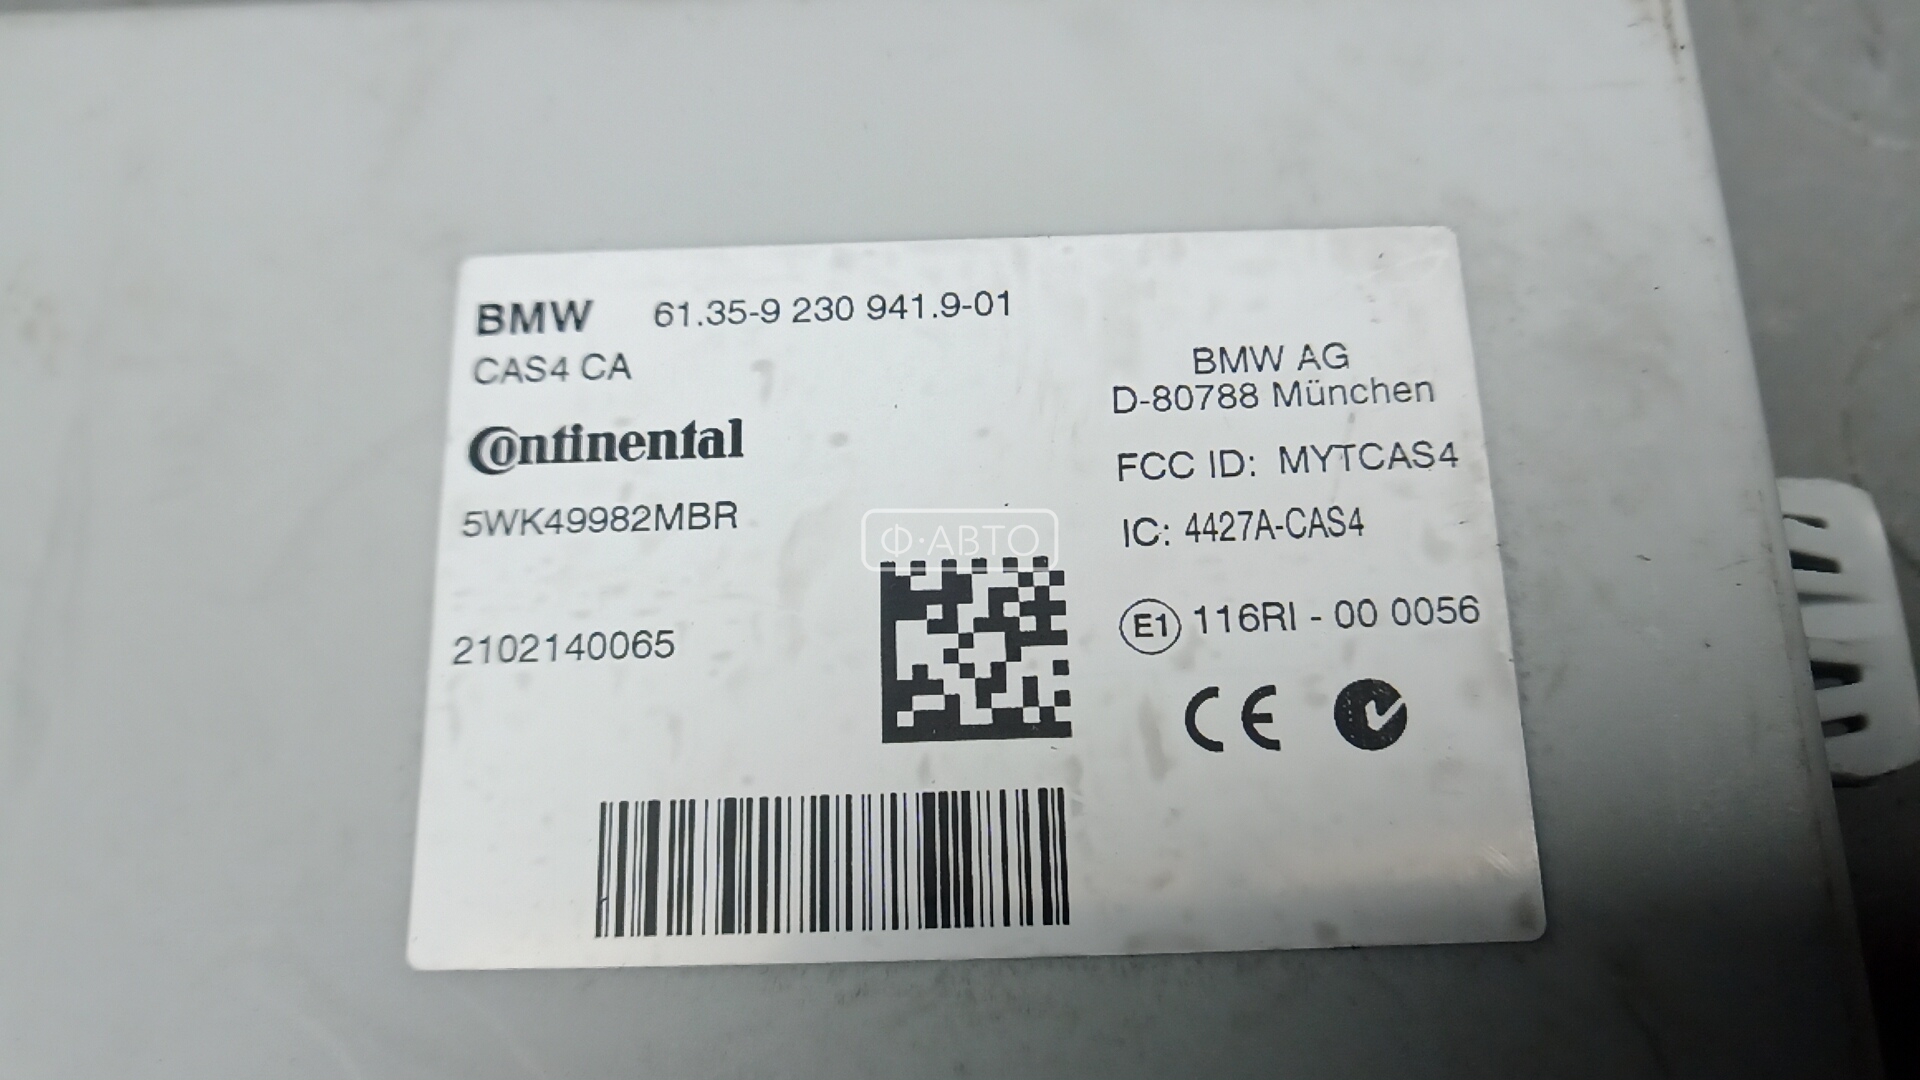 BMW 61.35-9 230 941.9-01
CAS4 CA
Continental
5WK49982MBR
2102140065
BMW AG
D-80788 München
FCC ID: MYTCAS4
IC: 4427A-CAS4
E1 116RI - 00 0056
CE
Ф·АВТО